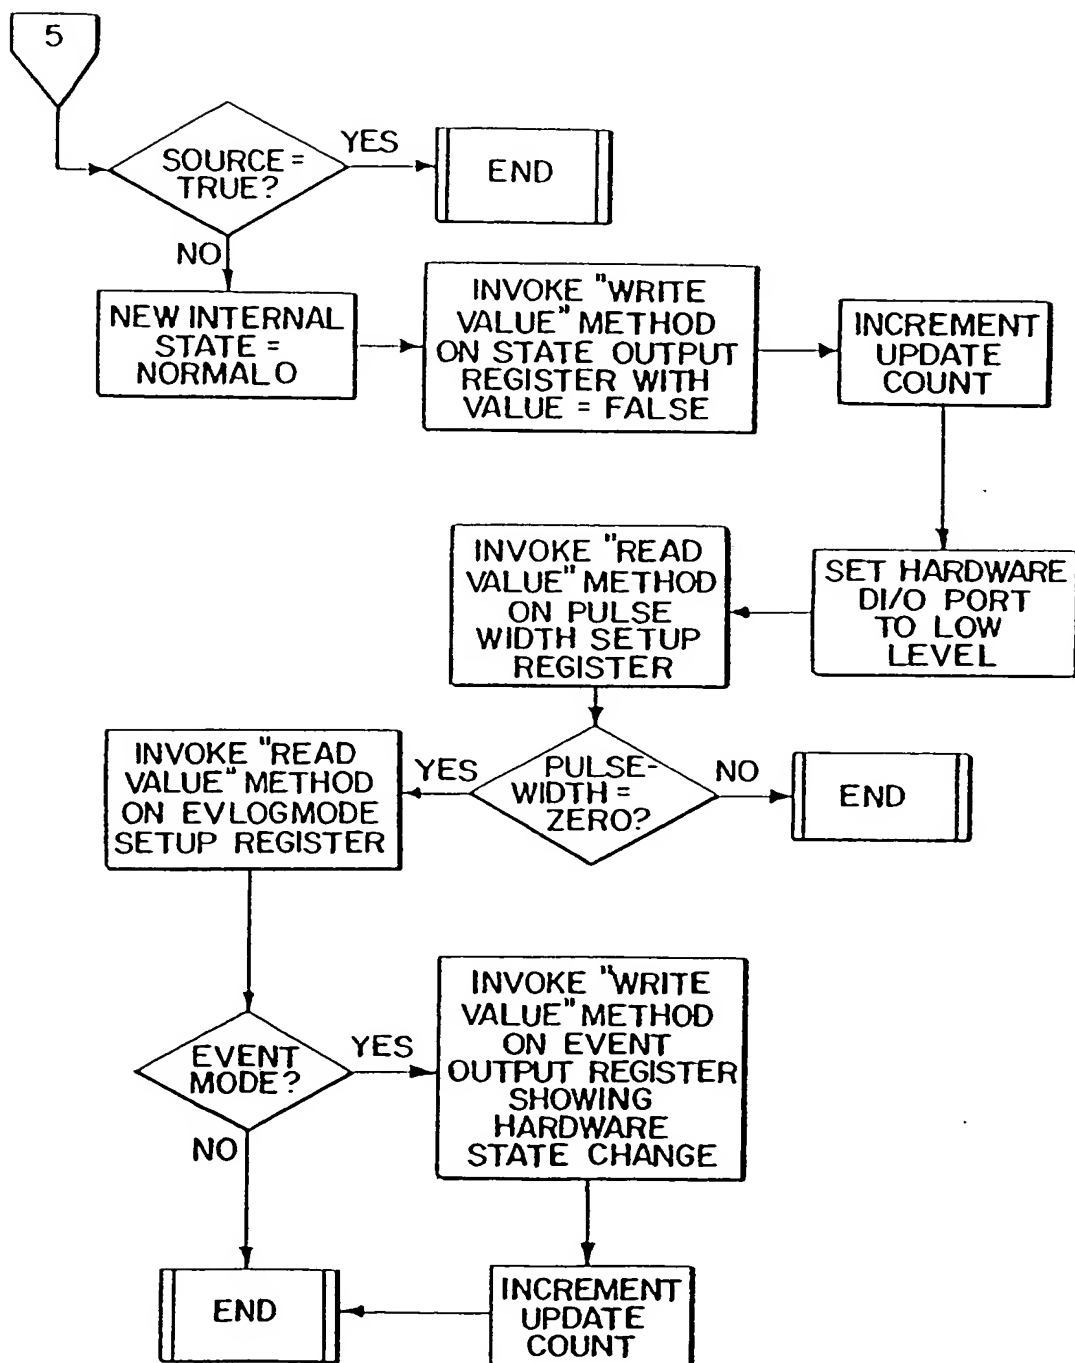 5
SOURCE =
TRUE?
YES
END
NO
NEW INTERNAL
STATE =
NORMAL 0
INVOKE "WRITE
VALUE" METHOD
ON STATE OUTPUT
REGISTER WITH
VALUE = FALSE
INCREMENT
UPDATE
COUNT
SET HARDWARE
DI/O PORT
TO LOW
LEVEL
INVOKE "READ
VALUE" METHOD
ON PULSE
WIDTH SETUP
REGISTER
PULSE-
WIDTH =
ZERO?
NO
END
YES
INVOKE "READ
VALUE" METHOD
ON EVLOGMODE
SETUP REGISTER
EVENT
MODE?
YES
INVOKE "WRITE
VALUE" METHOD
ON EVENT
OUTPUT REGISTER
SHOWING
HARDWARE
STATE CHANGE
NO
INCREMENT
UPDATE
COUNT
END